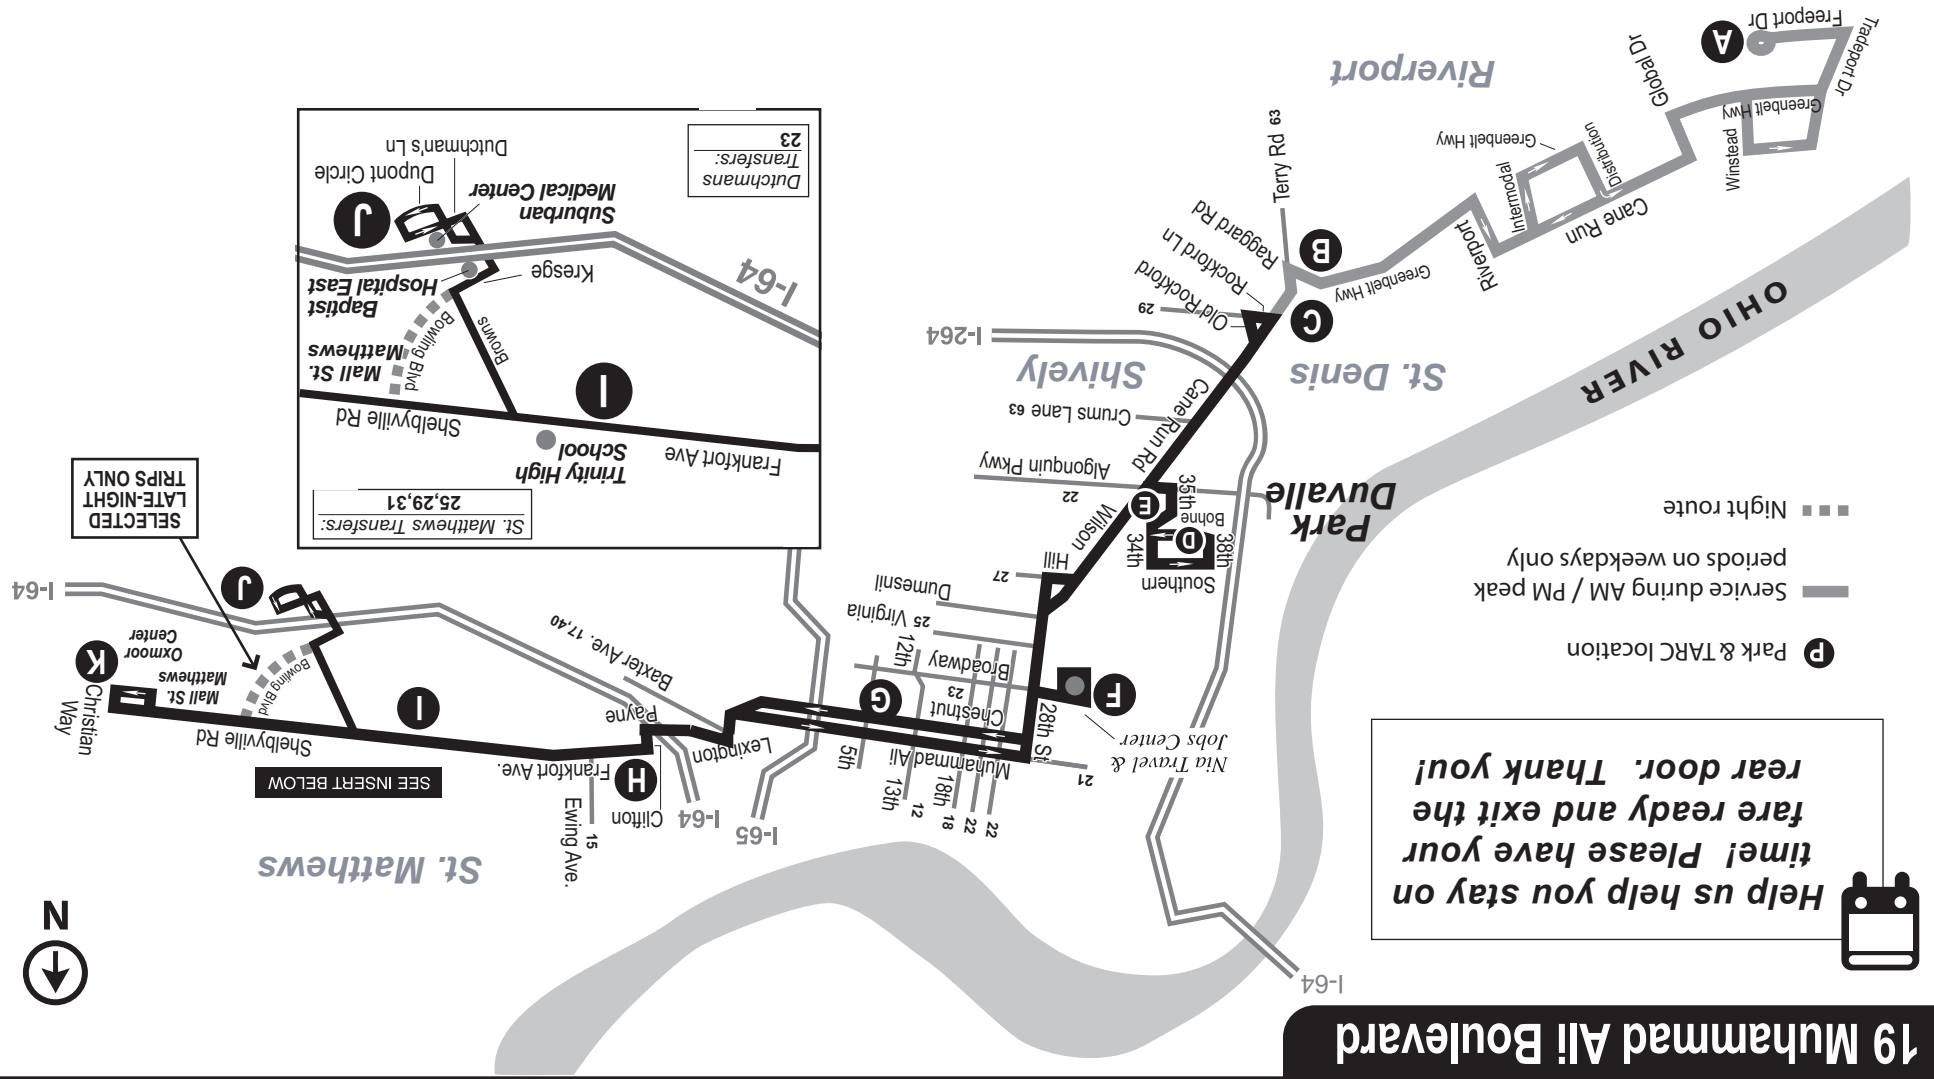 19 Muhammad Ali Boulevard
Help us help you stay on
time! Please have your
fare ready and exit the
rear door. Thank you!
P Park & TARC location
Service during AM / PM peak
periods on weekdays only
Night route
I-64
N
St. Matthews
Ewing Ave.
15
Clifton
I-64
I-65
22
22
18
12
21
Nia Travel &
Jobs Center
28th St
F
Muhammad Ali
18th
13th
5th
Chestnut
23
Broadway
G
12th
25 Virginia
Dumesnil
27
Hill
Lexington
Baxter Ave. 17,40
Payne
H
Frankfort Ave.
SEE INSERT BELOW
Shelbyville Rd
I
Bowling Blvd
Mall St.
Matthews
Oxmoor
Center
K
Christian
Way
J
I-64
SELECTED
LATE-NIGHT
TRIPS ONLY
Southern
38th
34th
D
Bohne
35th
E
Wilson
Park
Duvalle
22
Algonquin Pkwy
Cane Run Rd
Crums Lane 63
Shively
St. Denis
I-264
29
Old Rockford
Rockford Ln
Raggard Rd
C
B
Terry Rd 63
Greenbelt Hwy
OHIO RIVER
Riverport
Cane Run
Intermodal
Distribution
Greenbelt Hwy
Riverport
Global Dr
Winstead
Greenbelt Hwy
Tradeport Dr
Freeport Dr
A
St. Matthews Transfers:
25,29,31
Trinity High
School
Frankfort Ave
Shelbyville Rd
I
Mall St.
Matthews
Bowling Blvd
Browns
Baptist
Hospital East
Kresge
I-64
J
Suburban
Medical Center
Dupont Circle
Dutchman's Ln
Dutchmans
Transfers:
23